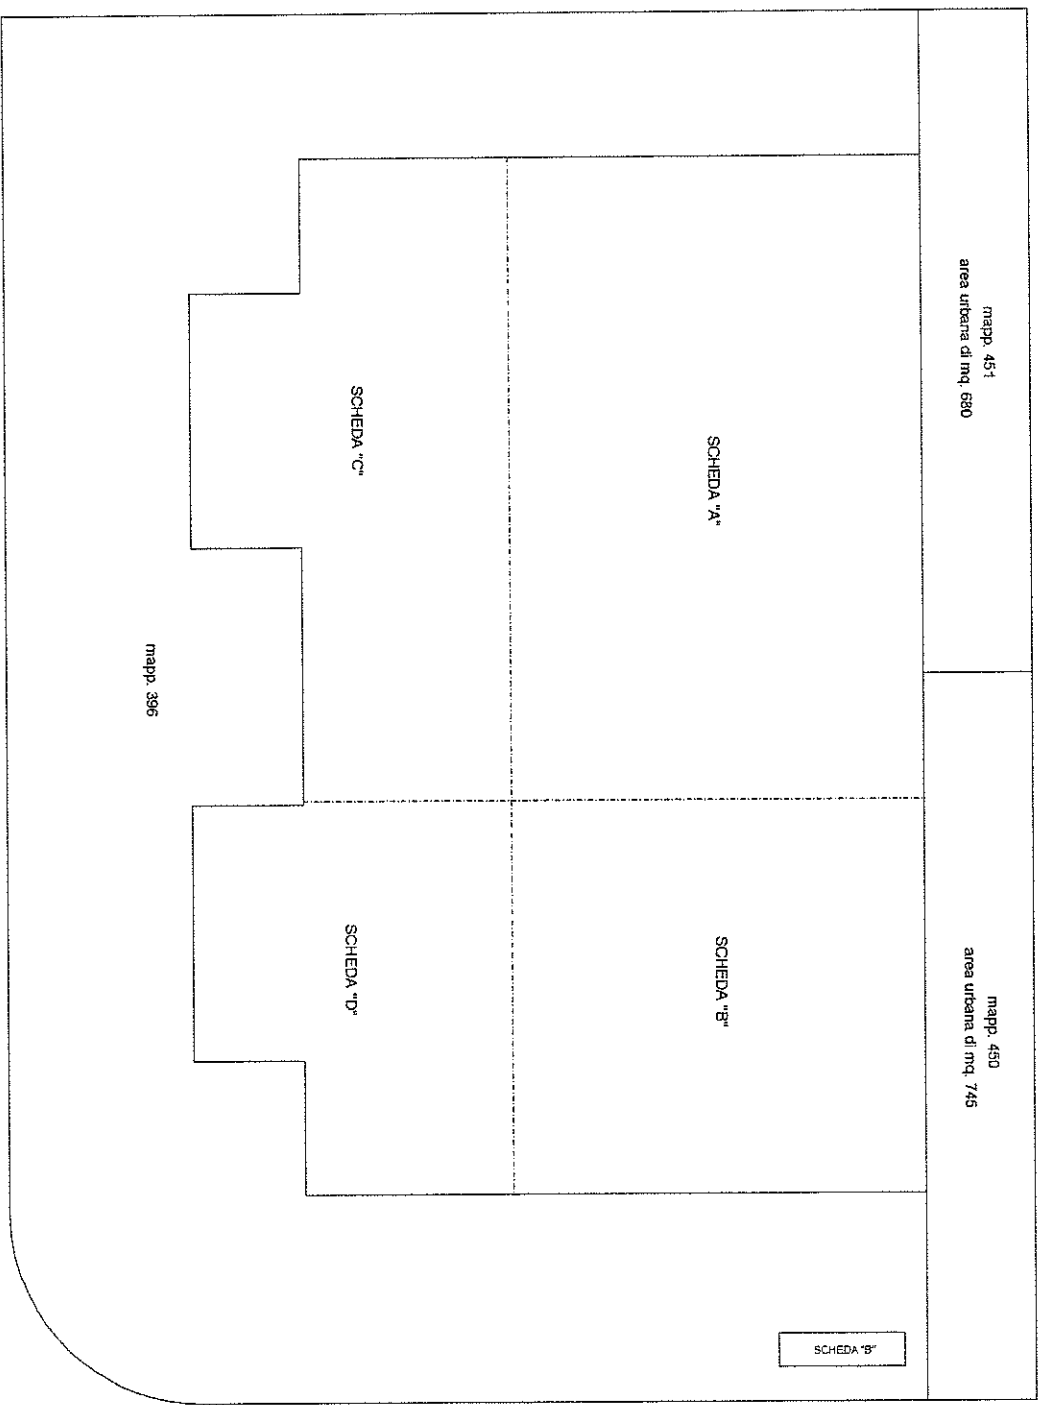 mapp. 451
area urbana di mq. 680
mapp. 450
area urbana di mq. 745
SCHEDA "A"
SCHEDA "B"
SCHEDA "C"
SCHEDA "D"
mapp. 396
SCHEDA "B"